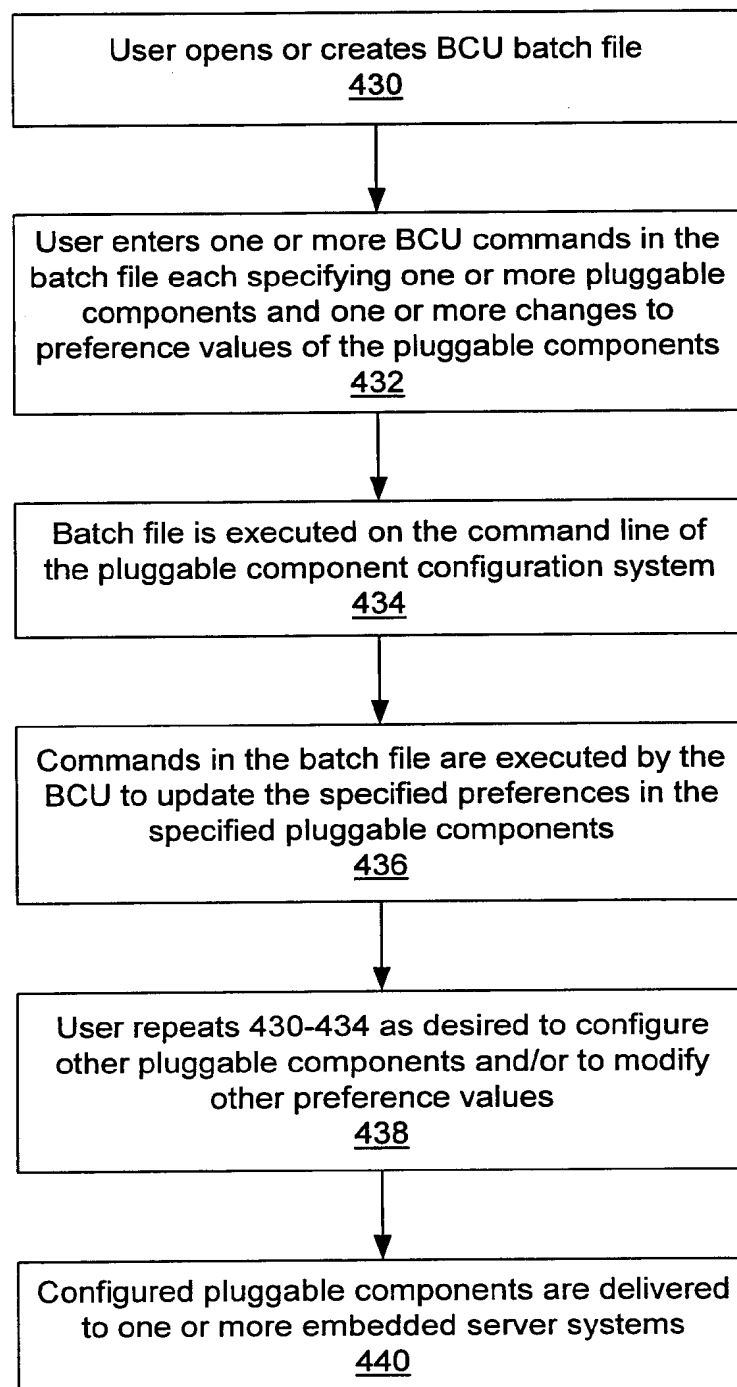 User opens or creates BCU batch file
430
User enters one or more BCU commands in the
batch file each specifying one or more pluggable
components and one or more changes to
preference values of the pluggable components
432
Batch file is executed on the command line of
the pluggable component configuration system
434
Commands in the batch file are executed by the
BCU to update the specified preferences in the
specified pluggable components
436
User repeats 430-434 as desired to configure
other pluggable components and/or to modify
other preference values
438
Configured pluggable components are delivered
to one or more embedded server systems
440